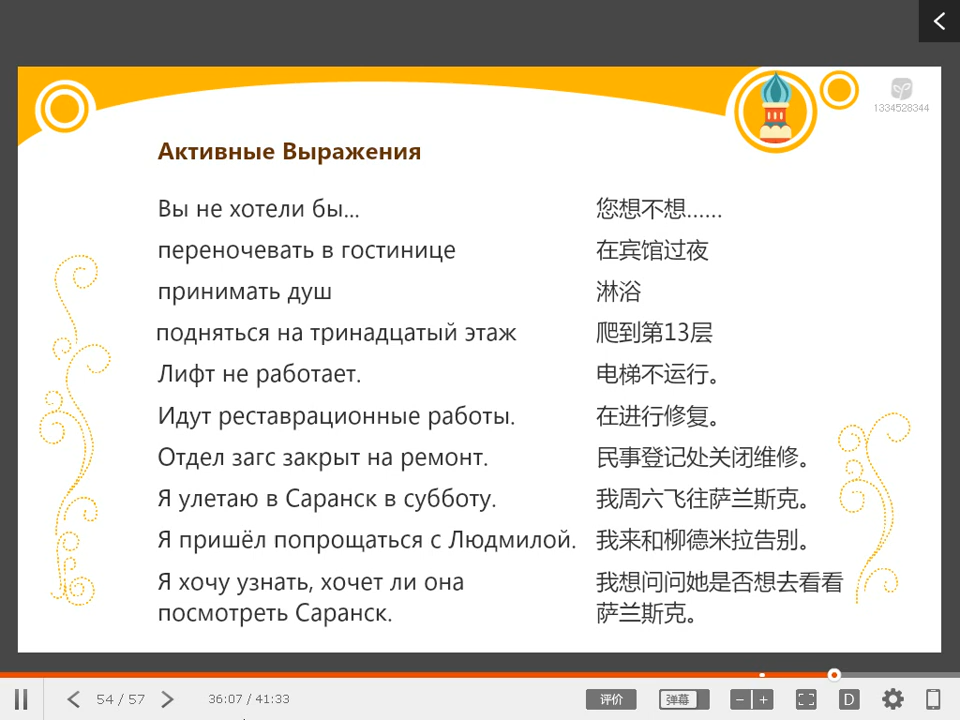 1334528344
Активные Выражения
Вы не хотели бы... 您想不想……
переночевать в гостинице 在宾馆过夜
принимать душ 淋浴
подняться на тринадцатый этаж 爬到第13层
Лифт не работает. 电梯不运行。
Идут реставрационные работы. 在进行修复。
Отдел загс закрыт на ремонт. 民事登记处关闭维修。
Я улетаю в Саранск в субботу. 我周六飞往萨兰斯克。
Я пришёл попрощаться с Людмилой. 我来和柳德米拉告别。
Я хочу узнать, хочет ли она 我想问问她是否想去看看
посмотреть Саранск. 萨兰斯克。
54 / 57 36:07 / 41:33 评价 弹幕 D